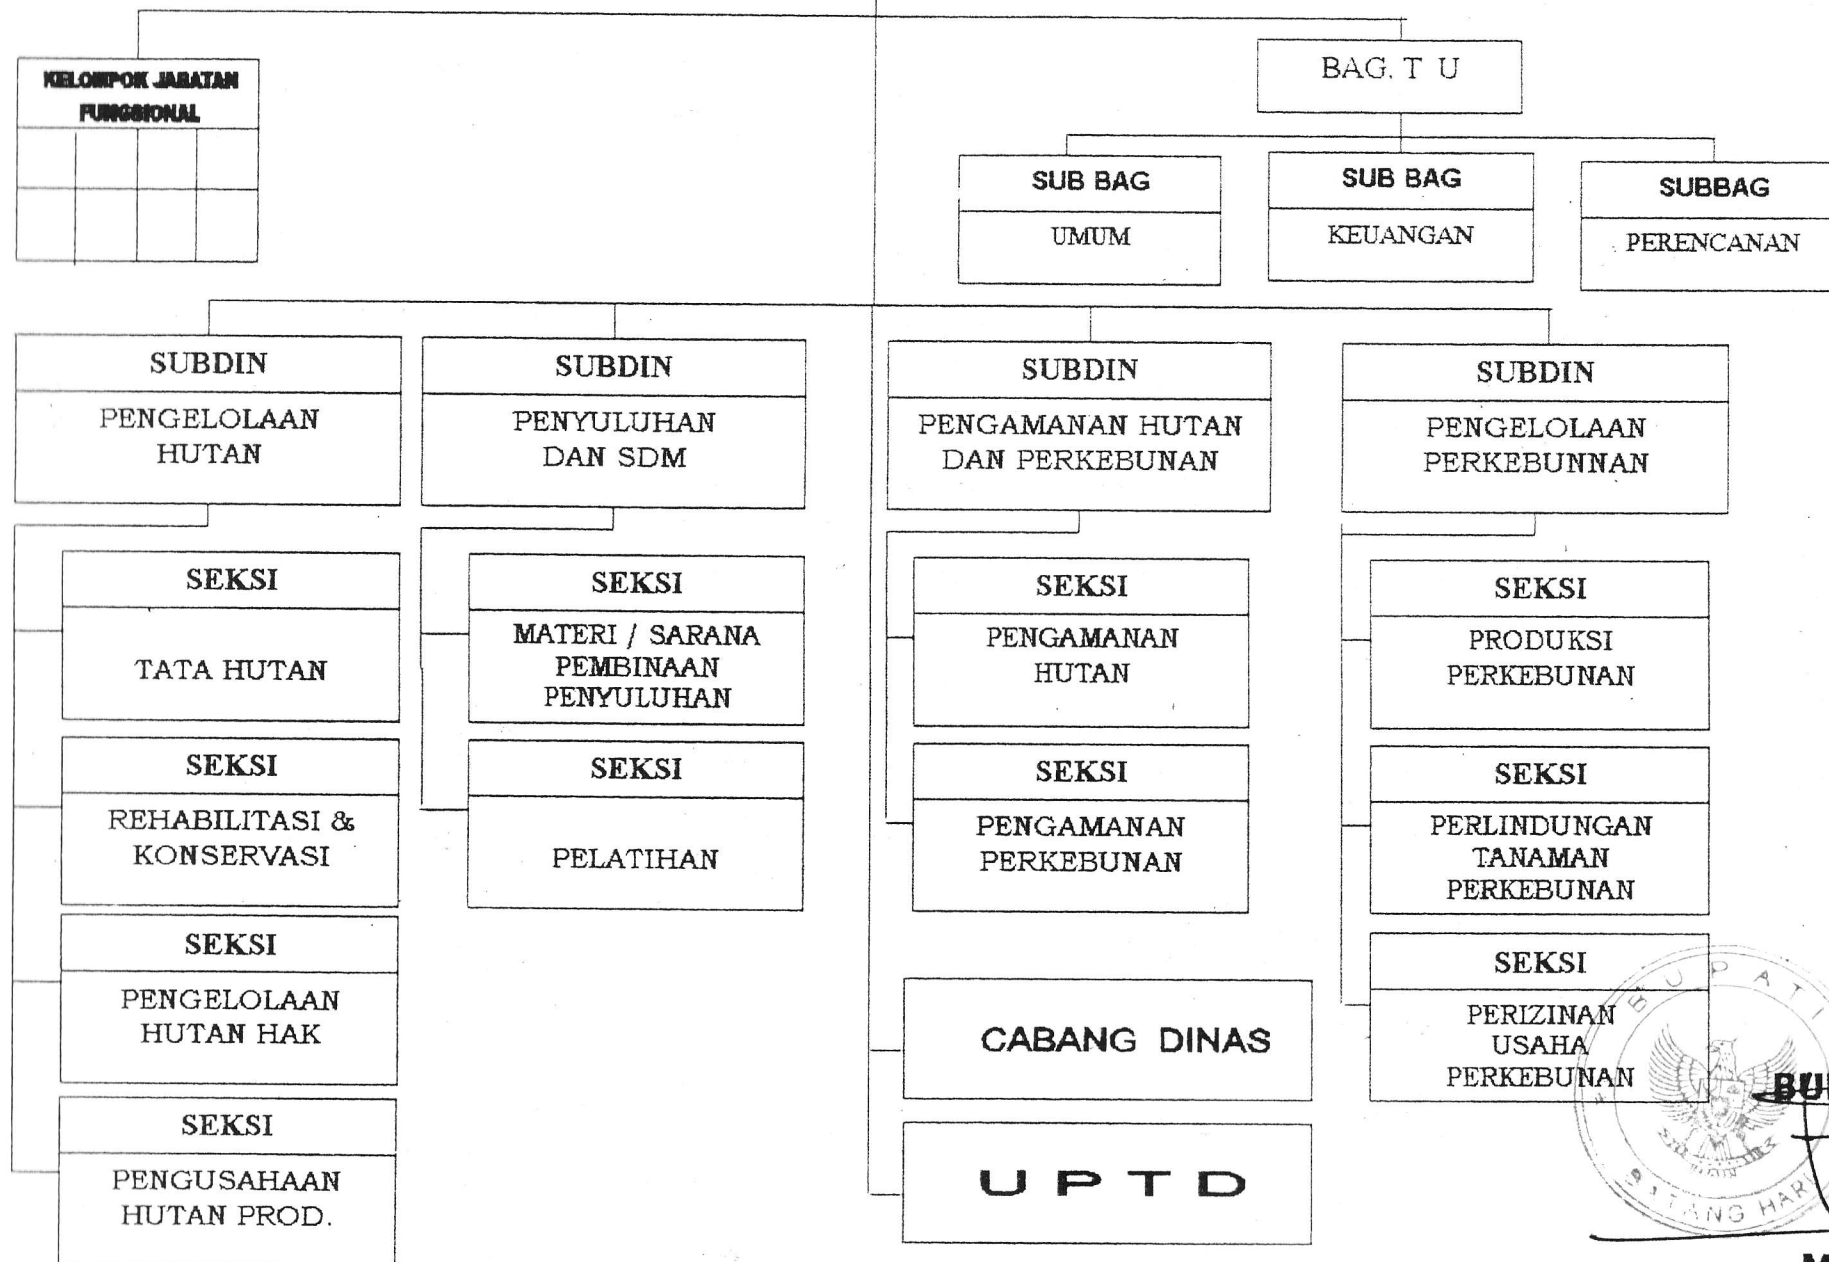 KELOMPOK JABATAN
FUNGSIONAL
BAG. T U
SUB BAG
UMUM
SUB BAG
KEUANGAN
SUBBAG
PERENCANAN
SUBDIN
PENGELOLAAN
HUTAN
SEKSI
TATA HUTAN
SEKSI
REHABILITASI &
KONSERVASI
SEKSI
PENGELOLAAN
HUTAN HAK
SEKSI
PENGUSAHAAN
HUTAN PROD.
SUBDIN
PENYULUHAN
DAN SDM
SEKSI
MATERI / SARANA
PEMBINAAN
PENYULUHAN
SEKSI
PELATIHAN
SUBDIN
PENGAMANAN HUTAN
DAN PERKEBUNAN
SEKSI
PENGAMANAN
HUTAN
SEKSI
PENGAMANAN
PERKEBUNAN
CABANG DINAS
U P T D
SUBDIN
PENGELOLAAN
PERKEBUNNAN
SEKSI
PRODUKSI
PERKEBUNAN
SEKSI
PERLINDUNGAN
TANAMAN
PERKEBUNAN
SEKSI
PERIZINAN
USAHA
PERKEBUNAN
BUPATI
BATANG HARI